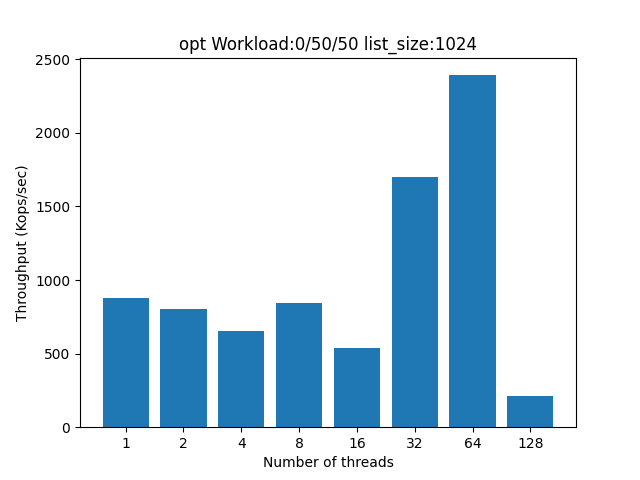 opt Workload:0/50/50 list_size:1024
2500
2000
1500
1000
500
0
Throughput (Kops/sec)
1 2 4 8 16 32 64 128
Number of threads